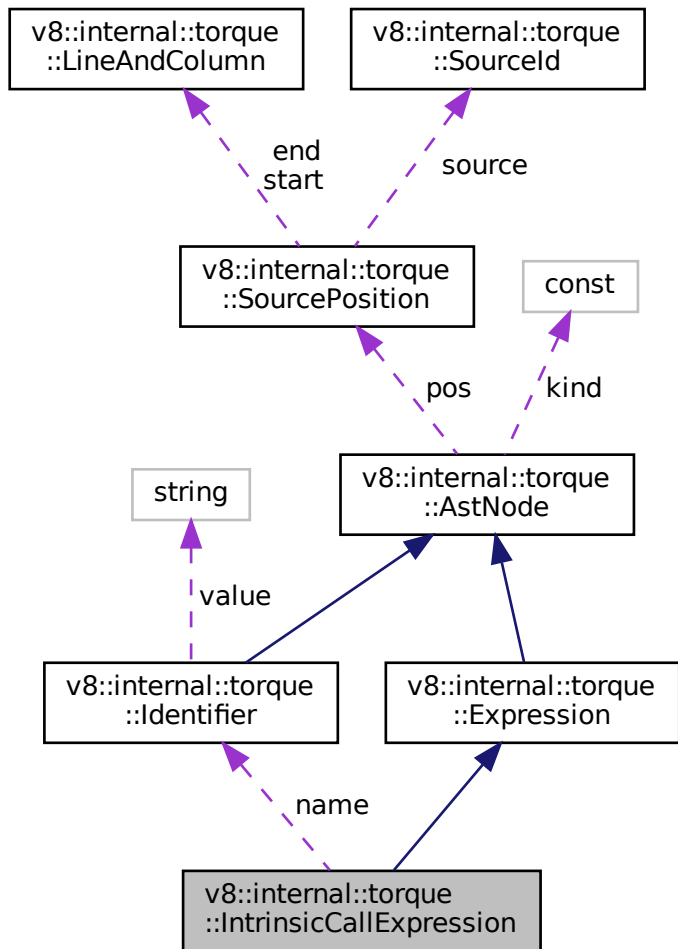 v8::internal::torque
::LineAndColumn
v8::internal::torque
::SourceId
end
start
source
v8::internal::torque
::SourcePosition
const
pos
kind
v8::internal::torque
::AstNode
string
value
v8::internal::torque
::Identifier
v8::internal::torque
::Expression
name
v8::internal::torque
::IntrinsicCallExpression